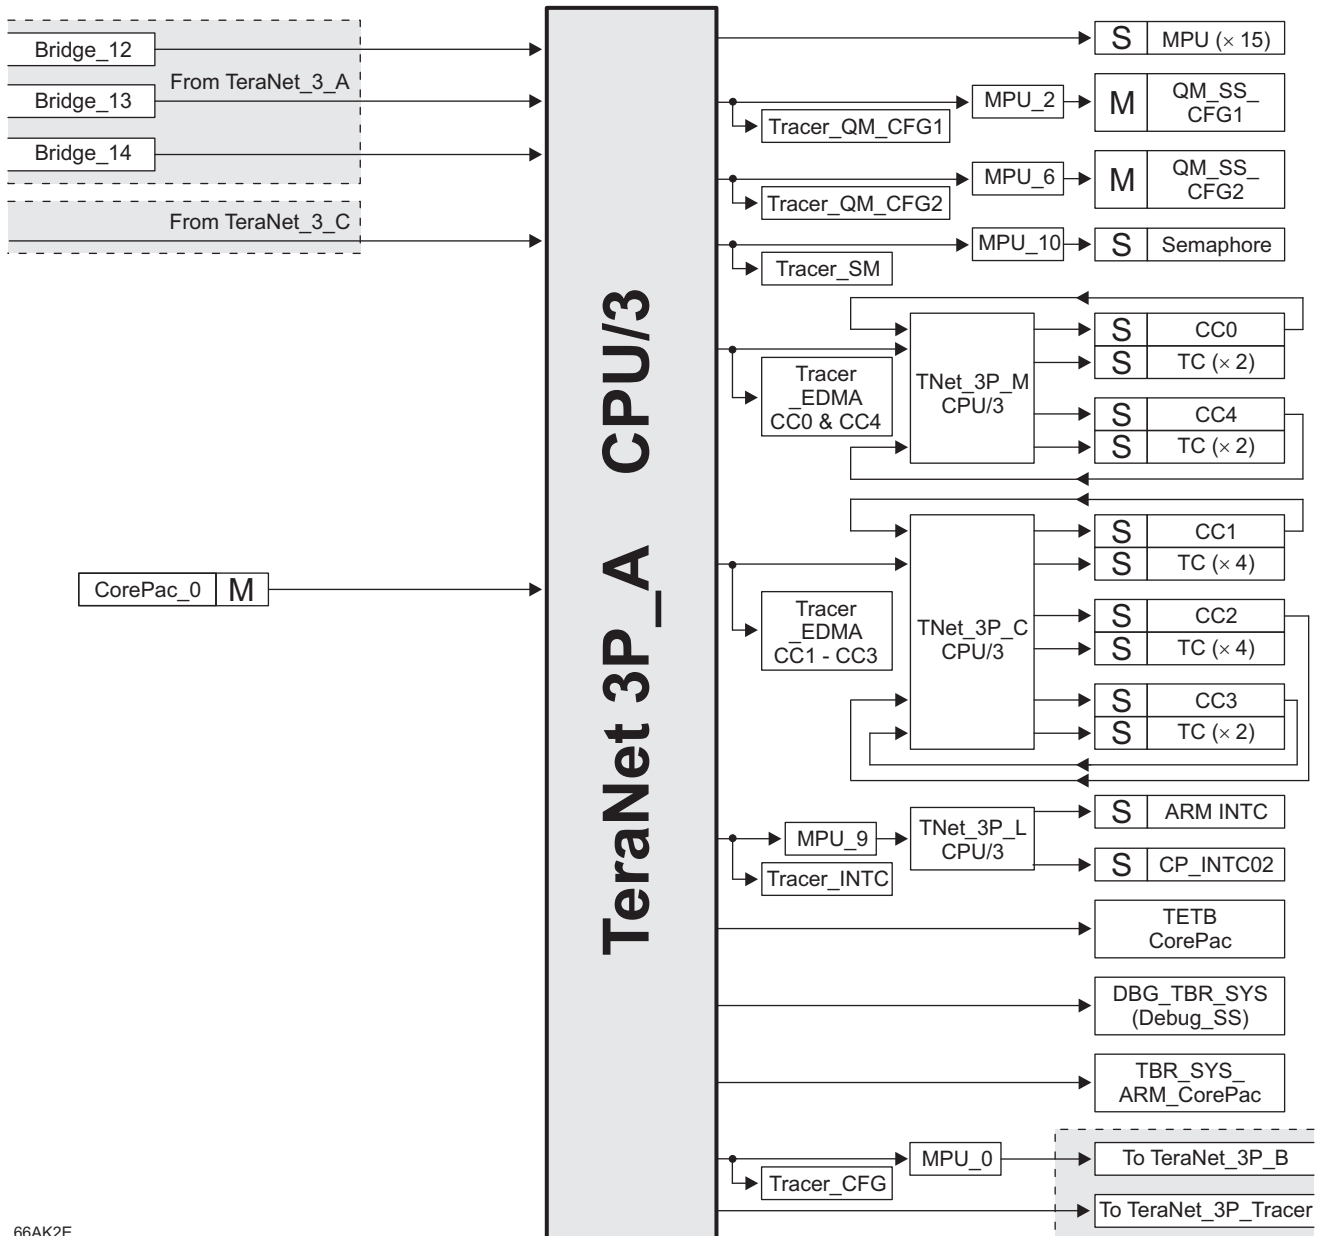 Bridge_12
From TeraNet_3_A
Bridge_13
Bridge_14
From TeraNet_3_C
CorePac_0 M
TeraNet 3P_A CPU/3
S MPU (× 15)
MPU_2
M QM_SS_
CFG1
Tracer_QM_CFG1
MPU_6
M QM_SS_
CFG2
Tracer_QM_CFG2
MPU_10
S Semaphore
Tracer_SM
Tracer
_EDMA
CC0 & CC4
TNet_3P_M
CPU/3
S CC0
S TC (× 2)
S CC4
S TC (× 2)
Tracer
_EDMA
CC1 - CC3
TNet_3P_C
CPU/3
S CC1
S TC (× 4)
S CC2
S TC (× 4)
S CC3
S TC (× 2)
MPU_9
Tracer_INTC
TNet_3P_L
CPU/3
S ARM INTC
S CP_INTC02
TETB
CorePac
DBG_TBR_SYS
(Debug_SS)
TBR_SYS_
ARM_CorePac
MPU_0
Tracer_CFG
To TeraNet_3P_B
To TeraNet_3P_Tracer
66AK2E